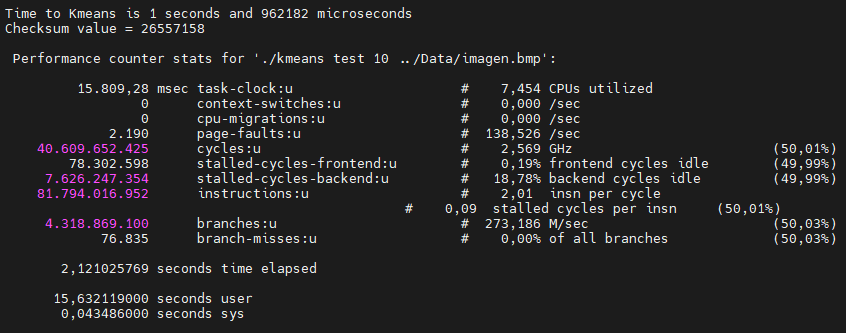 Time to Kmeans is 1 seconds and 962182 microseconds
Checksum value = 26557158
Performance counter stats for './kmeans test 10 ../Data/imagen.bmp':
15.809,28 msec task-clock:u # 7,454 CPUs utilized
0 context-switches:u # 0,000 /sec
0 cpu-migrations:u # 0,000 /sec
2.190 page-faults:u # 138,526 /sec
40.609.652.425 cycles:u # 2,569 GHz (50,01%)
78.302.598 stalled-cycles-frontend:u # 0,19% frontend cycles idle (49,99%)
7.626.247.354 stalled-cycles-backend:u # 18,78% backend cycles idle (49,99%)
81.794.016.952 instructions:u # 2,01 insn per cycle
# 0,09 stalled cycles per insn (50,01%)
4.318.869.100 branches:u # 273,186 M/sec (50,03%)
76.835 branch-misses:u # 0,00% of all branches (50,03%)
2,121025769 seconds time elapsed
15,632119000 seconds user
0,043486000 seconds sys